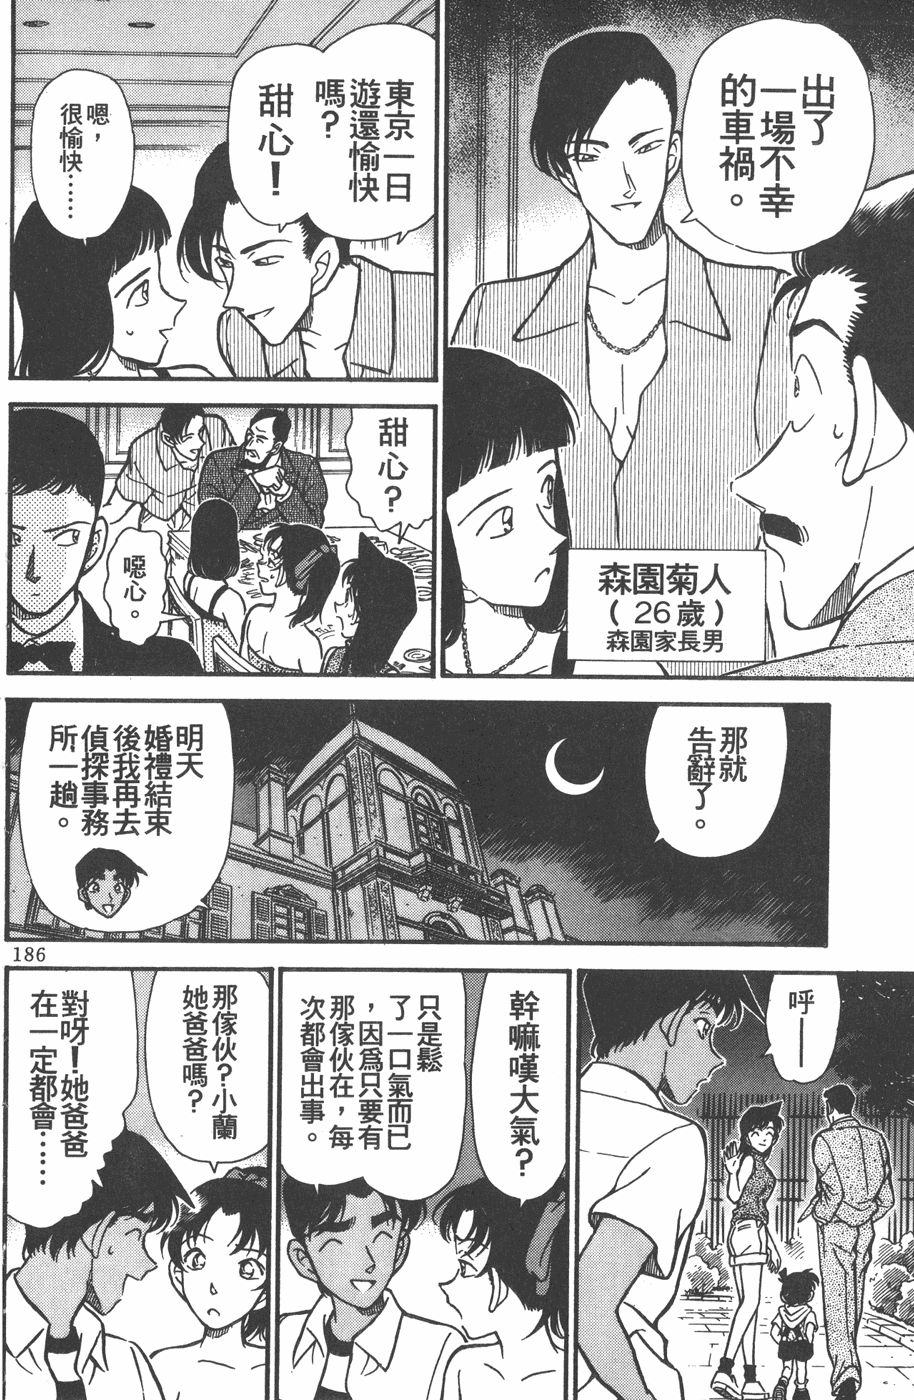 出了
一場不幸
的車禍。
森園菊人
(26歲)
森園家長男
東京一日
遊還愉快
嗎?
甜心!
嗯,
很愉快……
甜心?
噁心。
那就
告辭了。
明天
婚禮結束
後我再去
偵探事務
所一趟。
186
呼—
幹嘛嘆大氣?
只是鬆
了一口氣而已
,因為只要有
那傢伙在,每
次都會出事。
那傢伙?小蘭
她爸爸嗎?
對呀!她爸爸
在一定都會……